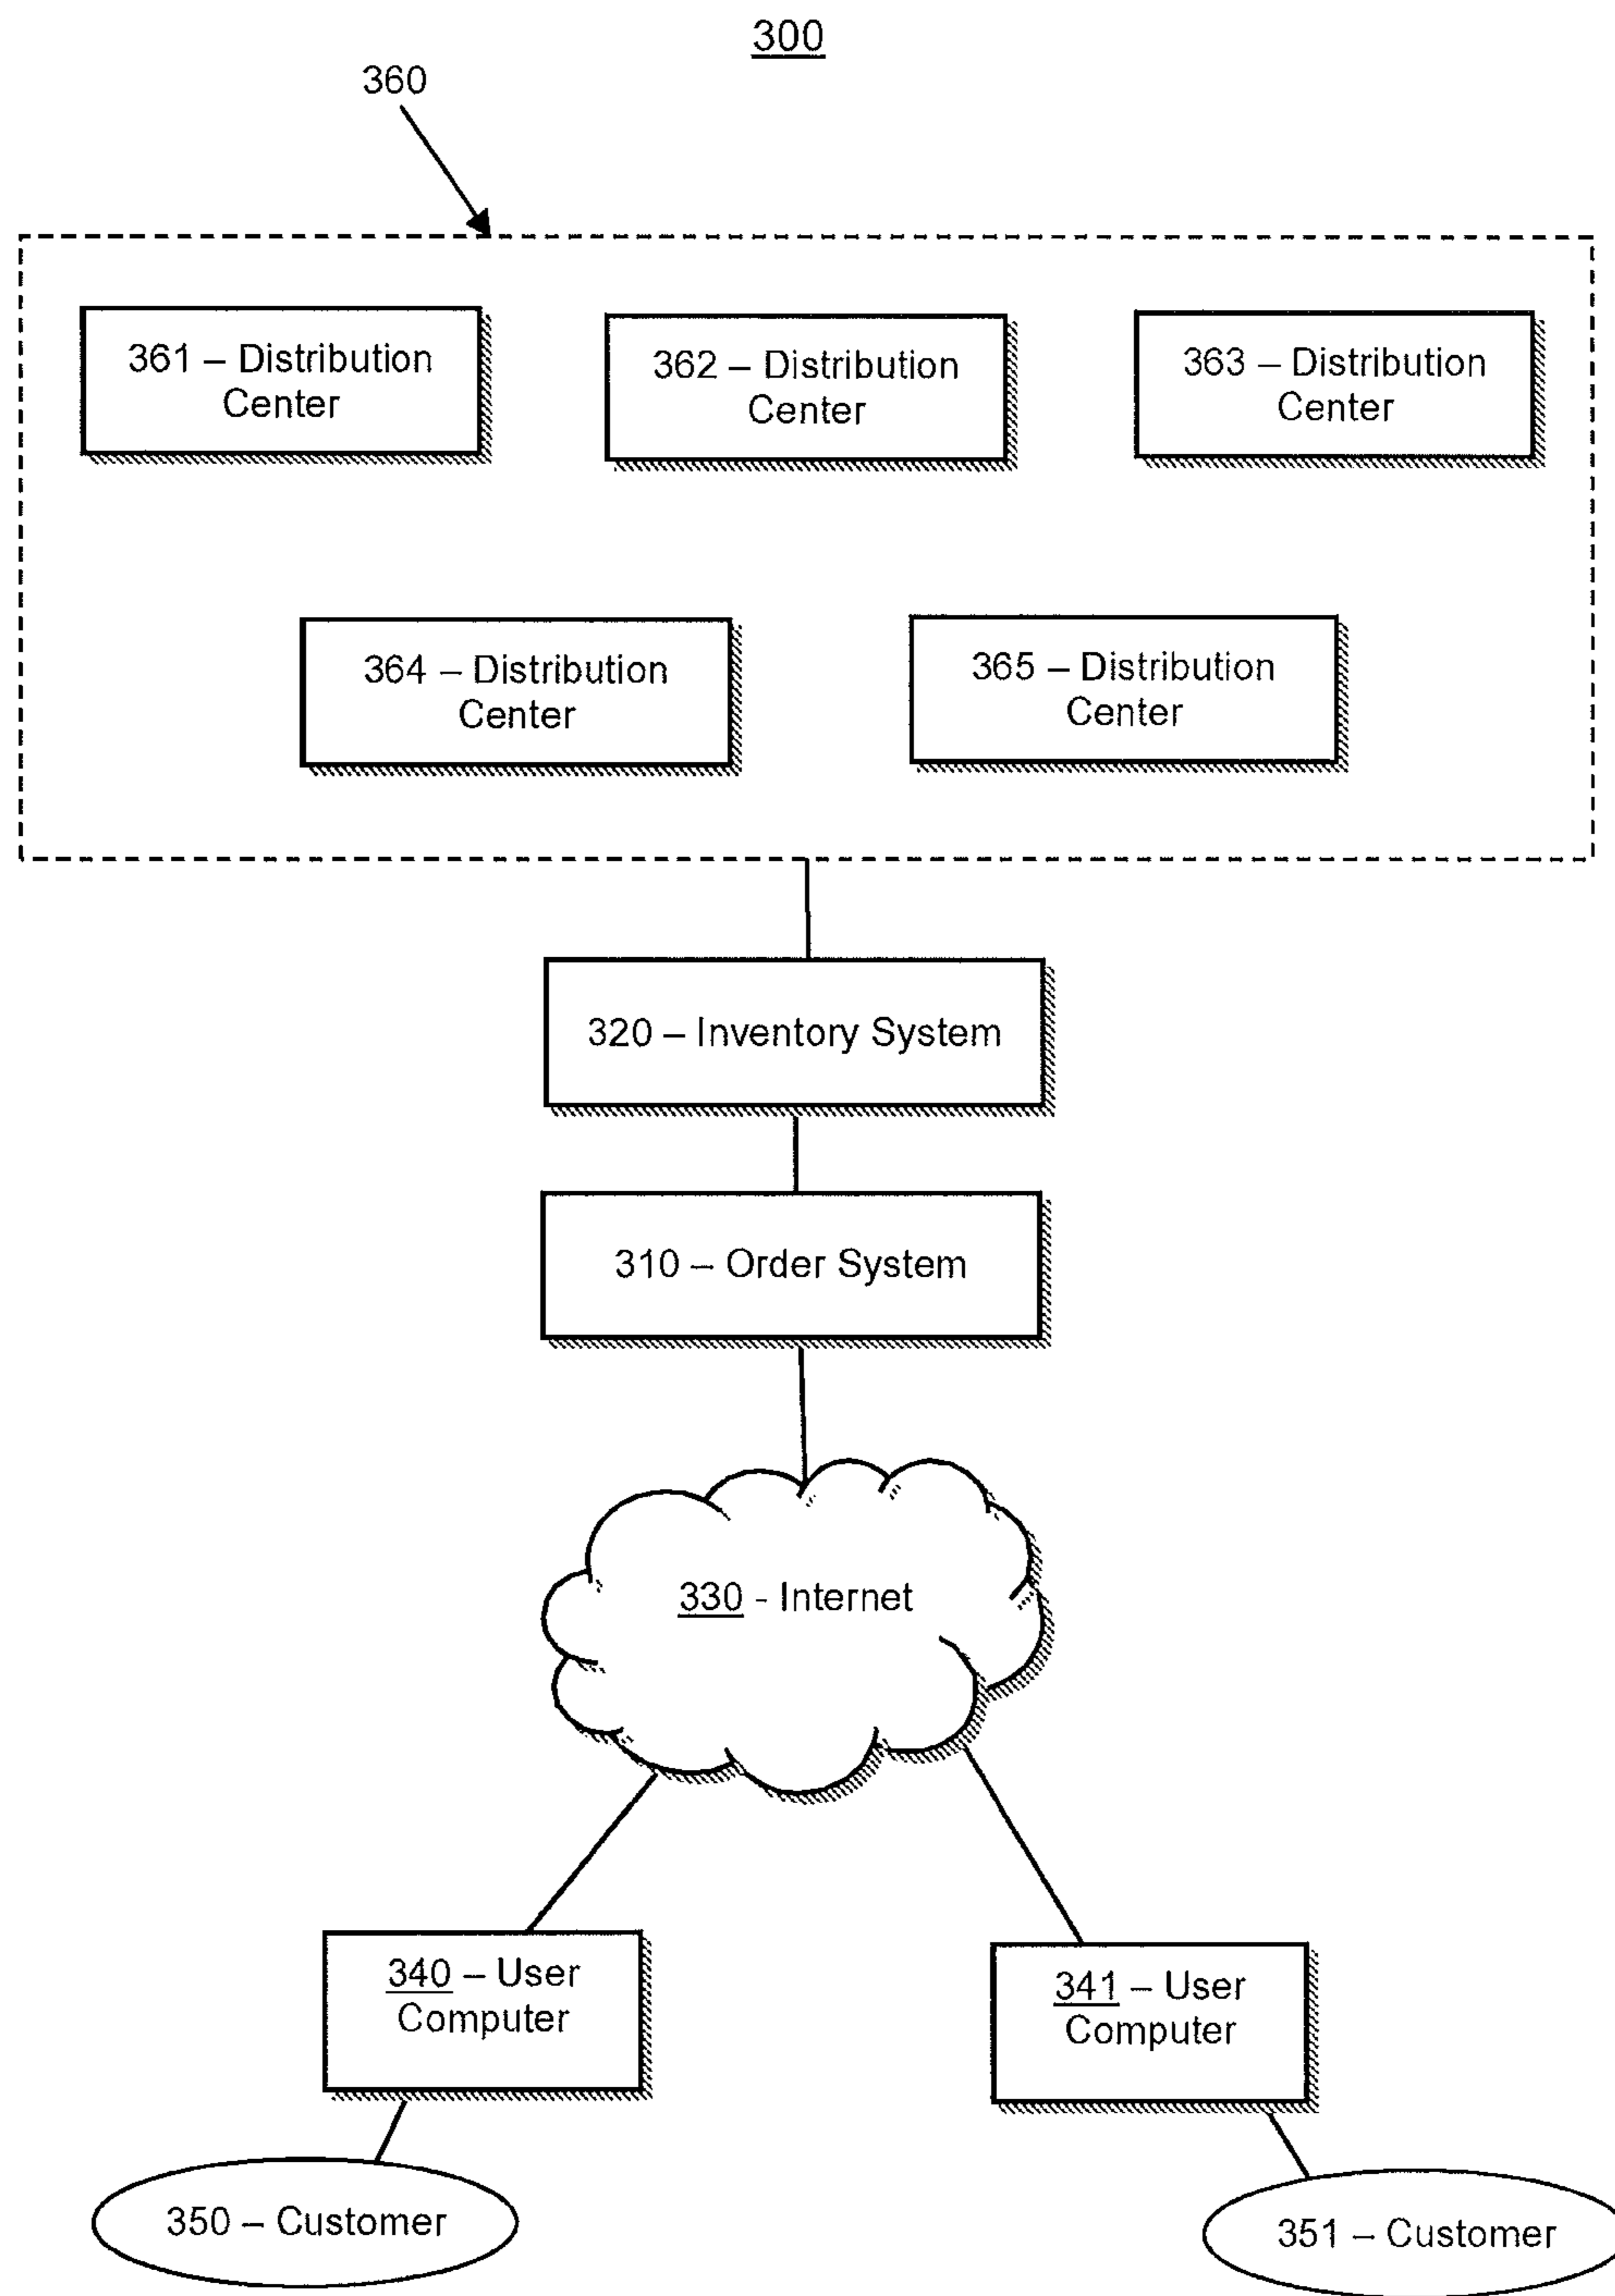 300
360
361 – Distribution
Center
362 – Distribution
Center
363 – Distribution
Center
364 – Distribution
Center
365 – Distribution
Center
320 – Inventory System
310 – Order System
330 - Internet
340 – User
Computer
341 – User
Computer
350 – Customer
351 – Customer